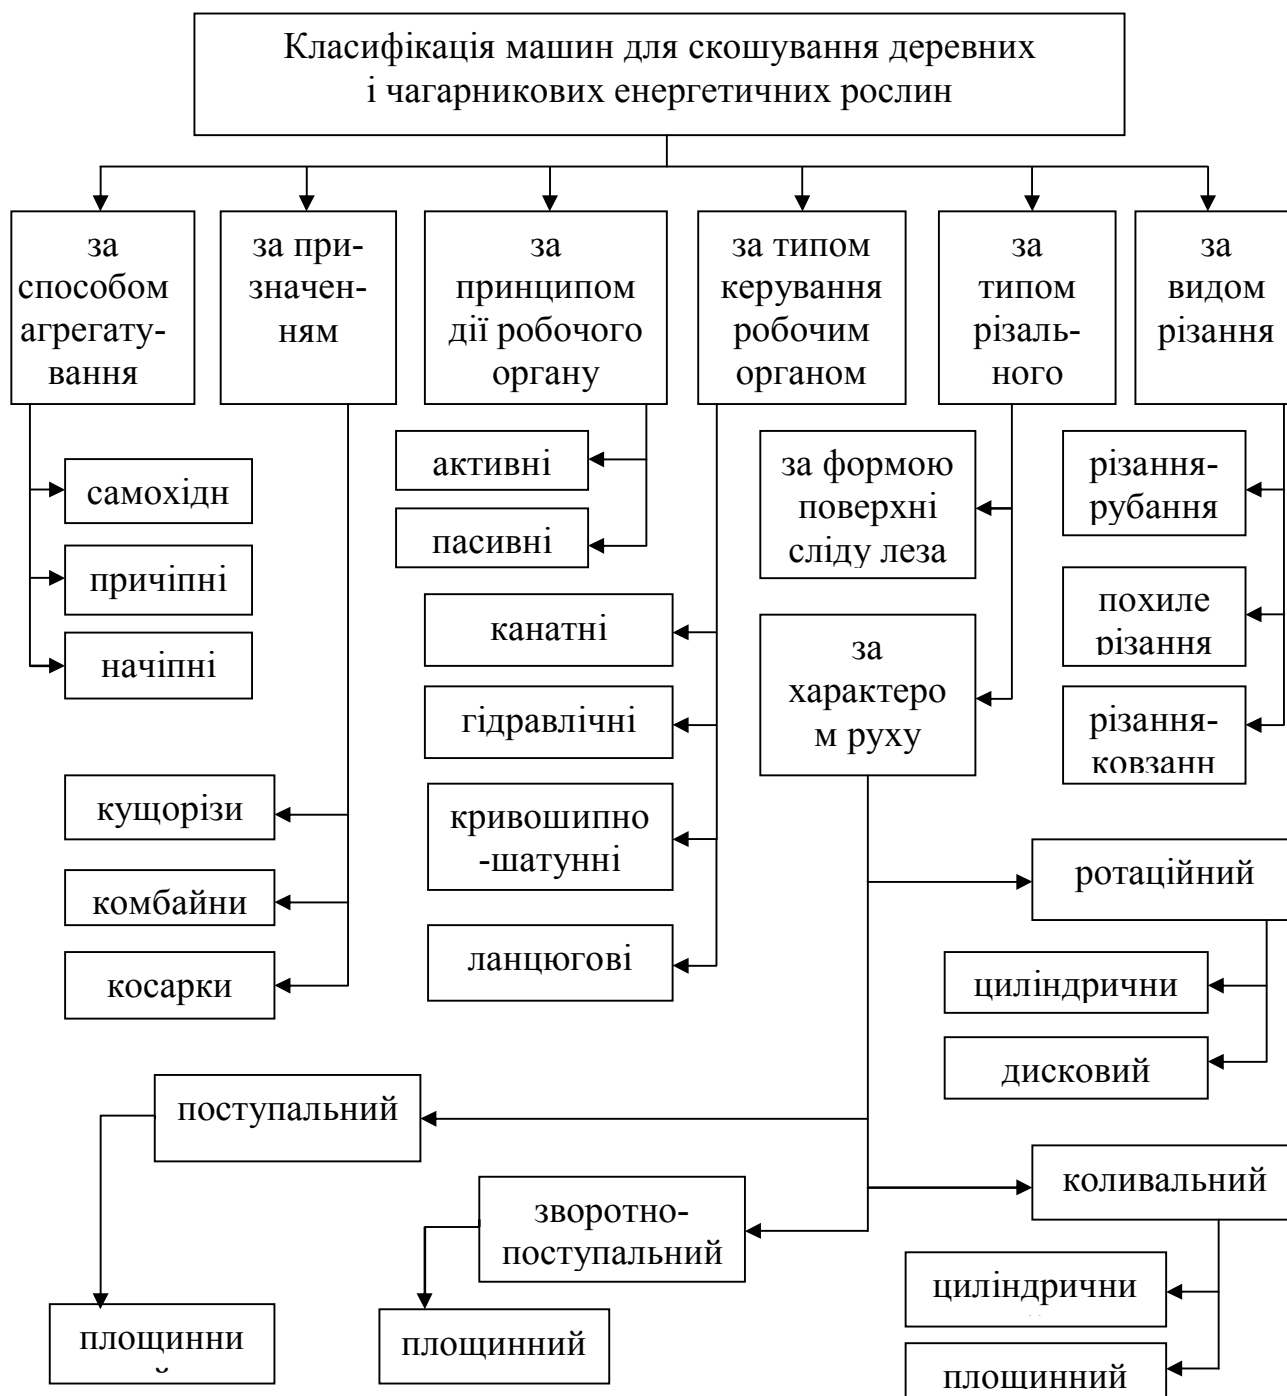 Класифікація машин для скошування деревних
і чагарникових енергетичних рослин
за
способом
агрегату-
вання
за при-
значен-
ням
за
принципом
дії робочого
органу
за типом
керування
робочим
органом
за
типом
різаль-
ного
за
видом
різання
самохідн
причіпні
начіпні
кущорізи
комбайни
косарки
активні
пасивні
канатні
гідравлічні
кривошипно
-шатунні
ланцюгові
за формою
поверхні
сліду леза
за
характеро
м руху
різання-
рубання
похиле
різання
різання-
ковзанн
ротаційний
циліндрични
дисковий
поступальний
площинни
й
зворотно-
поступальний
площинний
коливальний
циліндрични
й
площинний